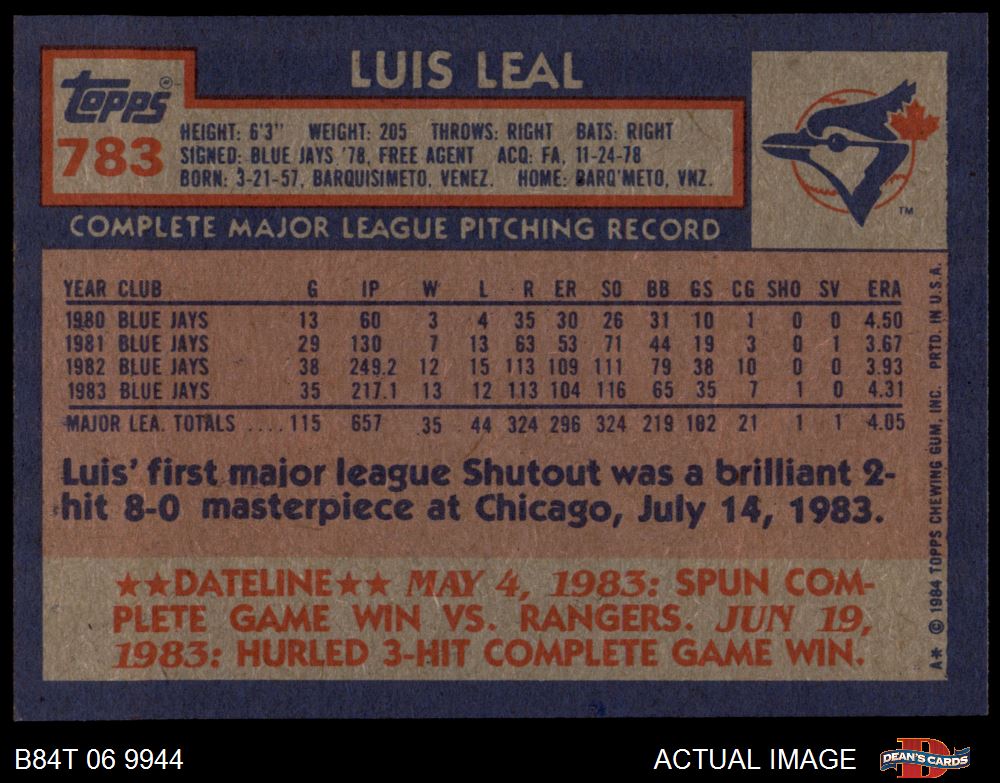 LUIS LEAL
Topps®
783
HEIGHT: 6'3" WEIGHT: 205 THROWS: RIGHT BATS: RIGHT
SIGNED: BLUE JAYS '78, FREE AGENT ACQ: FA, 11-24-78
BORN: 3-21-57, BARQUISIMETO, VENEZ. HOME: BARQ'METO, VNZ.
TM
COMPLETE MAJOR LEAGUE PITCHING RECORD
YEAR CLUB G IP W L R ER SO BB GS CG SHO SV ERA
1980 BLUE JAYS 13 60 3 4 35 30 26 31 10 1 0 0 4.50
1981 BLUE JAYS 29 130 7 13 63 53 71 44 19 3 0 1 3.67
1982 BLUE JAYS 38 249.2 12 15 113 109 111 79 38 10 0 0 3.93
1983 BLUE JAYS 35 217.1 13 12 113 104 116 65 35 7 1 0 4.31
MAJOR LEA. TOTALS ....115 657 35 44 324 296 324 219 102 21 1 1 4.05
Luis' first major league Shutout was a brilliant 2-
hit 8-0 masterpiece at Chicago, July 14, 1983.
★★DATELINE★★ MAY 4, 1983: SPUN COM-
PLETE GAME WIN VS. RANGERS. JUN 19,
1983: HURLED 3-HIT COMPLETE GAME WIN.
A* © 1984 TOPPS CHEWING GUM, INC. PRTD. IN U.S.A.
B84T 06 9944
ACTUAL IMAGE
DEAN'S CARDS